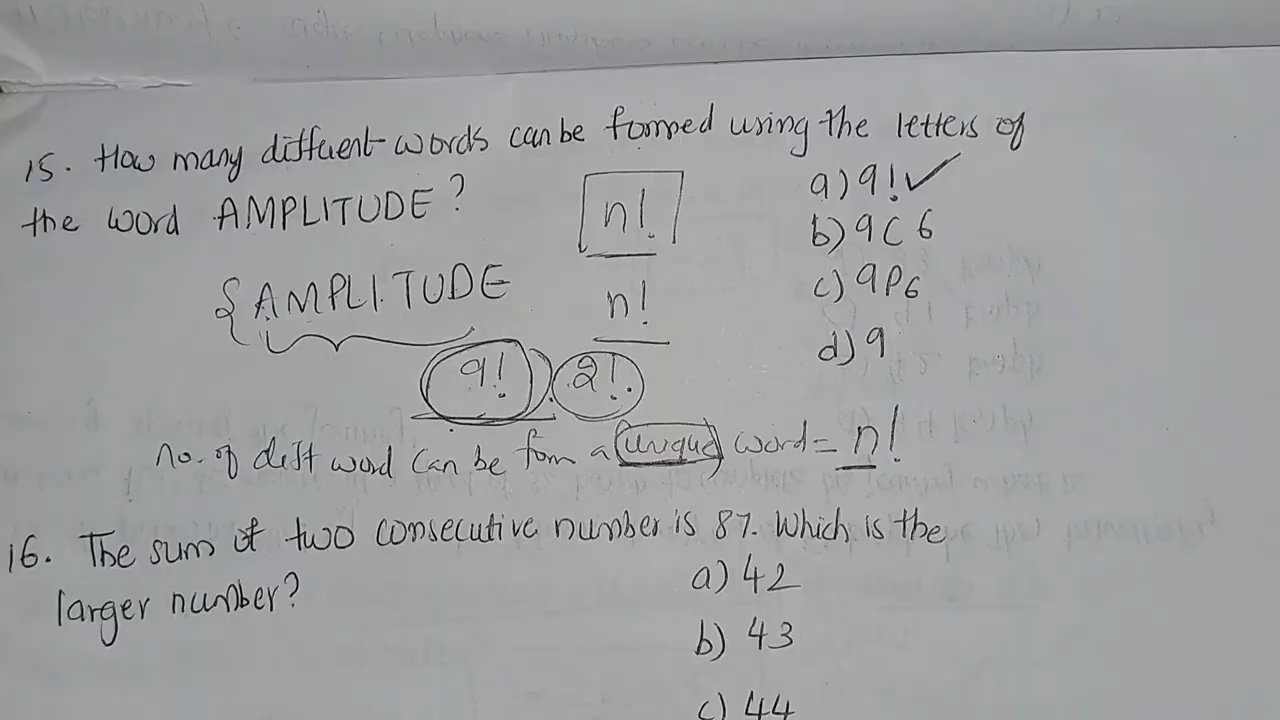 15. How many different words can be formed using the letters of
the word AMPLITUDE?
n!
a) 9! ✓
b) 9C6
c) 9P6
d) 9
{AMPLITUDE
n!
9!). 2!.
no. of diff word can be form a unique word = n!
16. The sum of two consecutive number is 87. Which is the
larger number?
a) 42
b) 43
c) 44